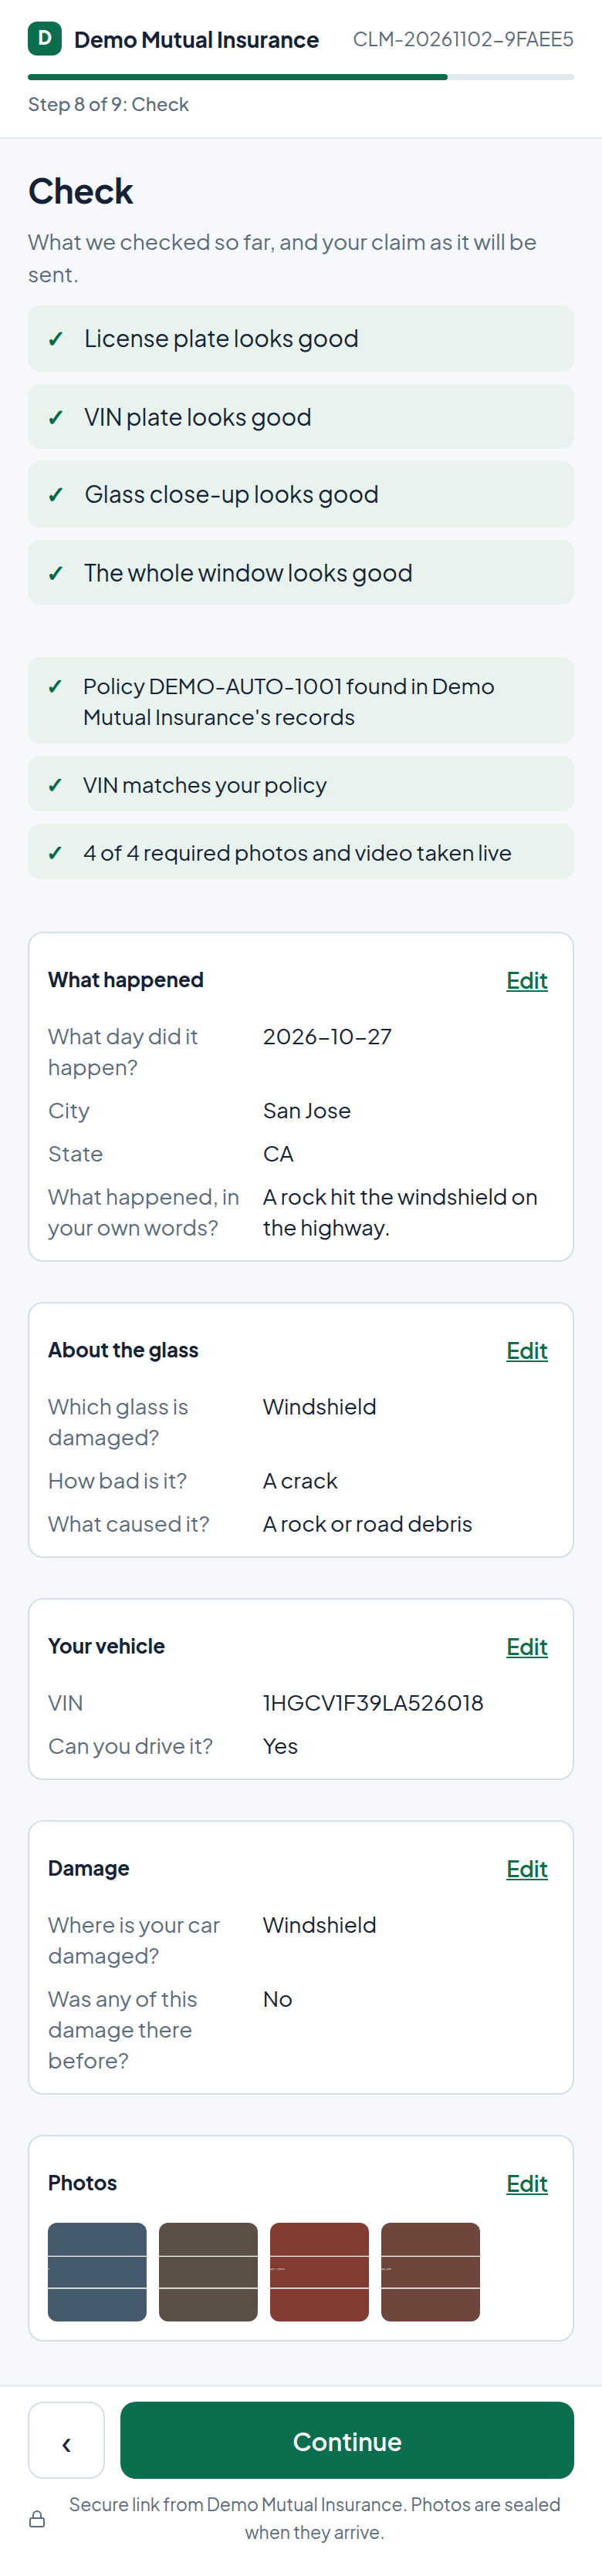 D Demo Mutual Insurance CLM-20261102-9FAEE5
Step 8 of 9: Check
Check
What we checked so far, and your claim as it will be
sent.
✓ License plate looks good
✓ VIN plate looks good
✓ Glass close-up looks good
✓ The whole window looks good
✓ Policy DEMO-AUTO-1001 found in Demo
Mutual Insurance's records
✓ VIN matches your policy
✓ 4 of 4 required photos and video taken live
What happened Edit
What day did it
happen?
2026-10-27
City San Jose
State CA
What happened, in
your own words?
A rock hit the windshield on
the highway.
About the glass Edit
Which glass is
damaged?
Windshield
How bad is it? A crack
What caused it? A rock or road debris
Your vehicle Edit
VIN 1HGCV1F39LA526018
Can you drive it? Yes
Damage Edit
Where is your car
damaged?
Windshield
Was any of this
damage there
before?
No
Photos Edit
‹ Continue
Secure link from Demo Mutual Insurance. Photos are sealed
when they arrive.